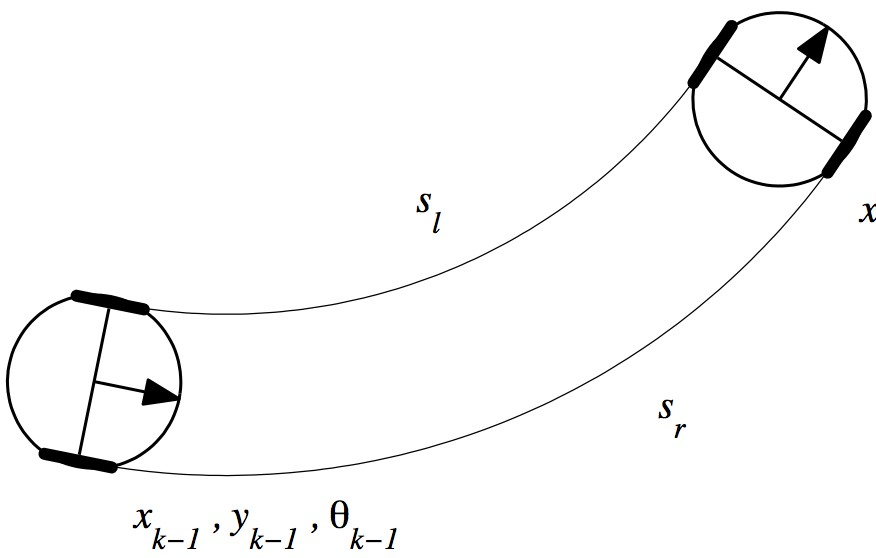 s_l
x
s_r
x_{k-1} , y_{k-1} , θ_{k-1}